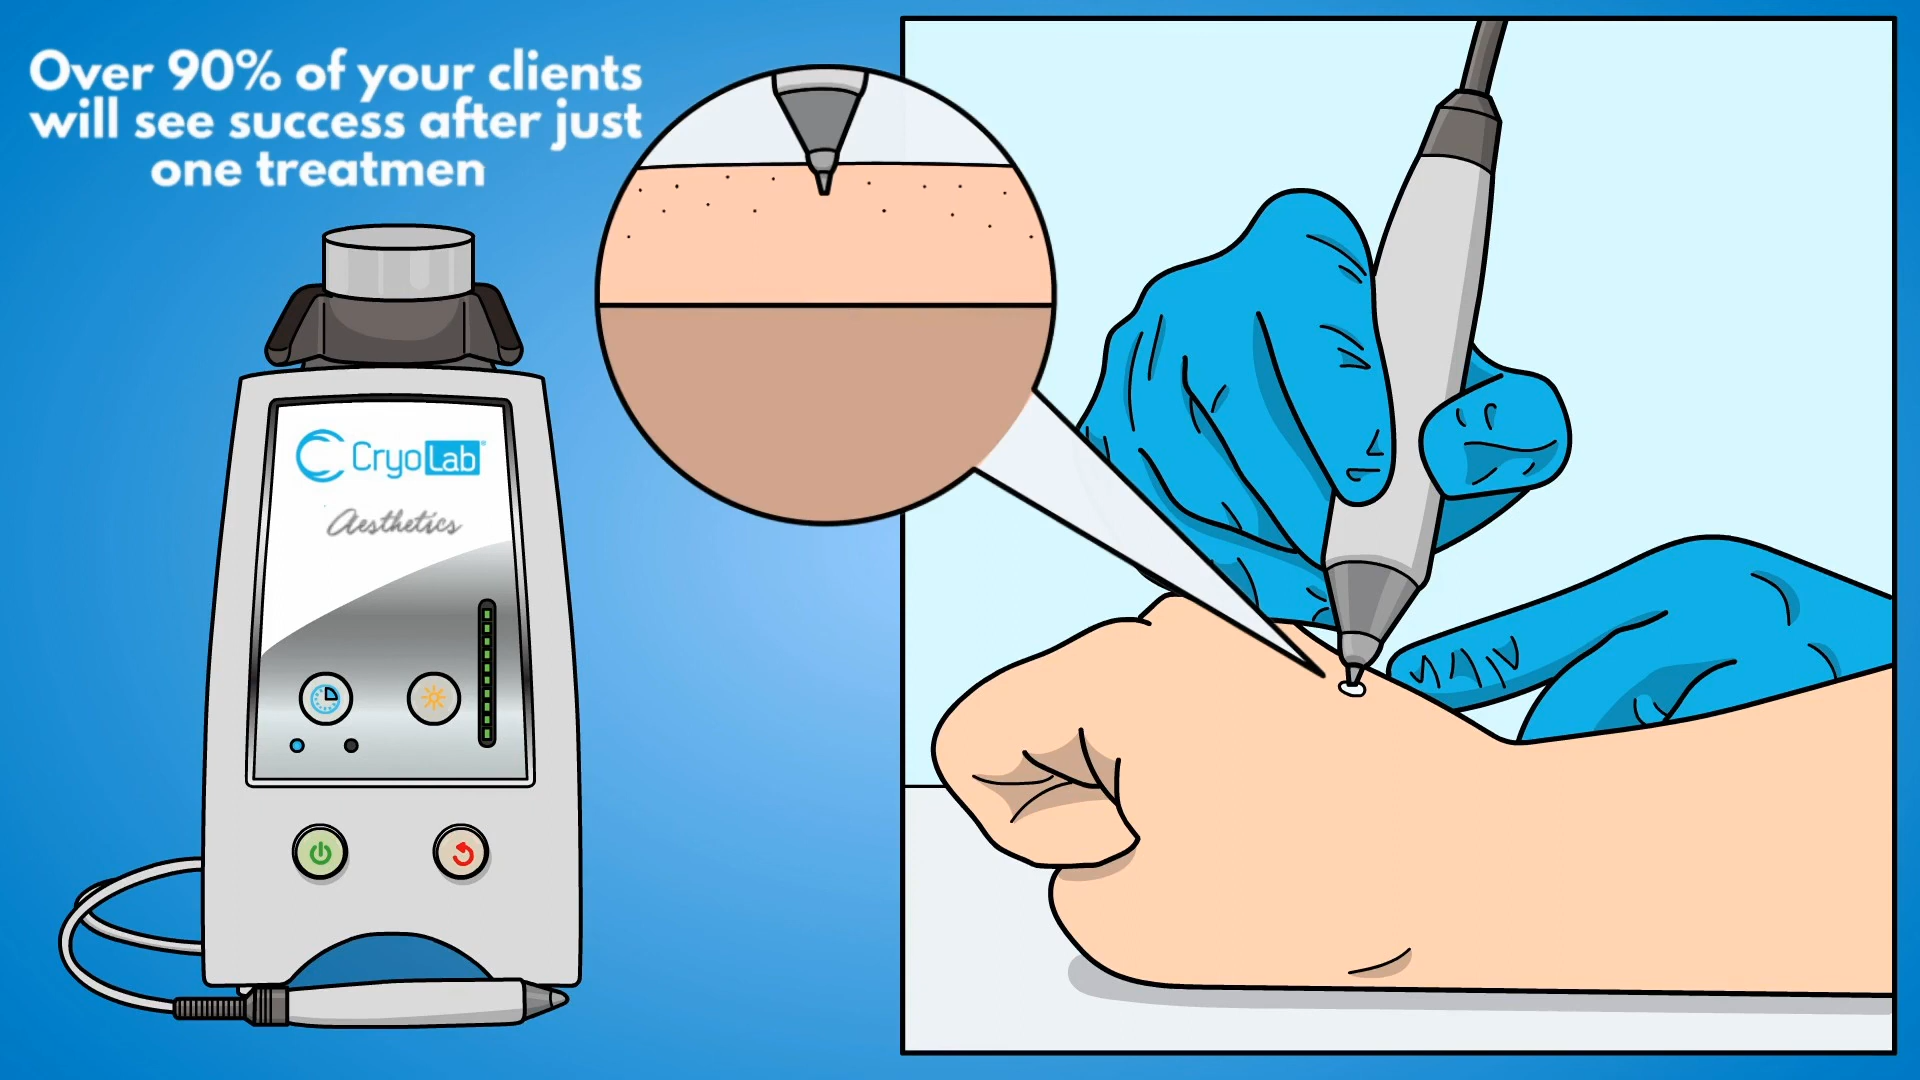 Over 90% of your clients
will see success after just
one treatmen
CryoLab®
Aesthetics